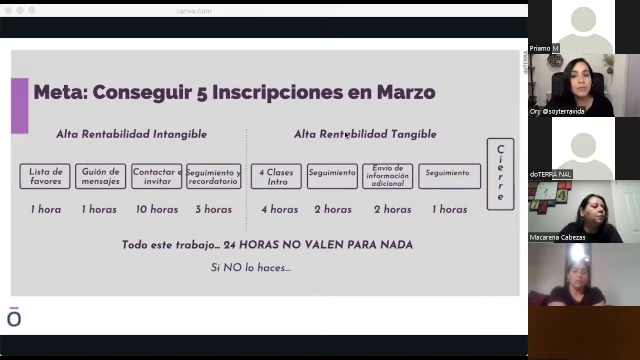 canva.com
Meta: Conseguir 5 Inscripciones en Marzo
Alta Rentabilidad Intangible
Alta Rentabilidad Tangible
Lista de favores
Guión de mensajes
Contactar e invitar
Seguimiento y recordatorio
4 Clases Intro
Seguimiento
Envío de información adicional
Seguimiento
Cierre
1 hora
1 horas
10 horas
3 horas
4 horas
2 horas
2 horas
1 horas
Todo este trabajo... 24 HORAS NO VALEN PARA NADA
Si NO lo haces...
Priamo M
Ory @soyterravida
doTERRA NAL
Macarena Cabezas